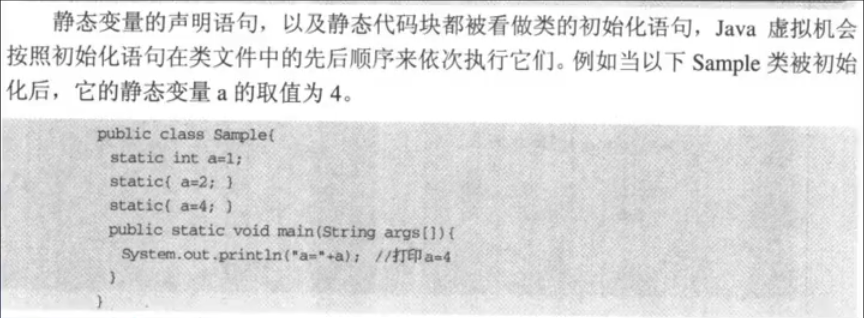 静态变量的声明语句，以及静态代码块都被看做类的初始化语句，Java 虚拟机会
按照初始化语句在类文件中的先后顺序来依次执行它们。例如当以下 Sample 类被初始
化后，它的静态变量 a 的取值为 4。
public class Sample{
static int a=1;
static{ a=2; }
static{ a=4; }
public static void main(String args[]){
System.out.println("a="+a); //打印a=4
}
}